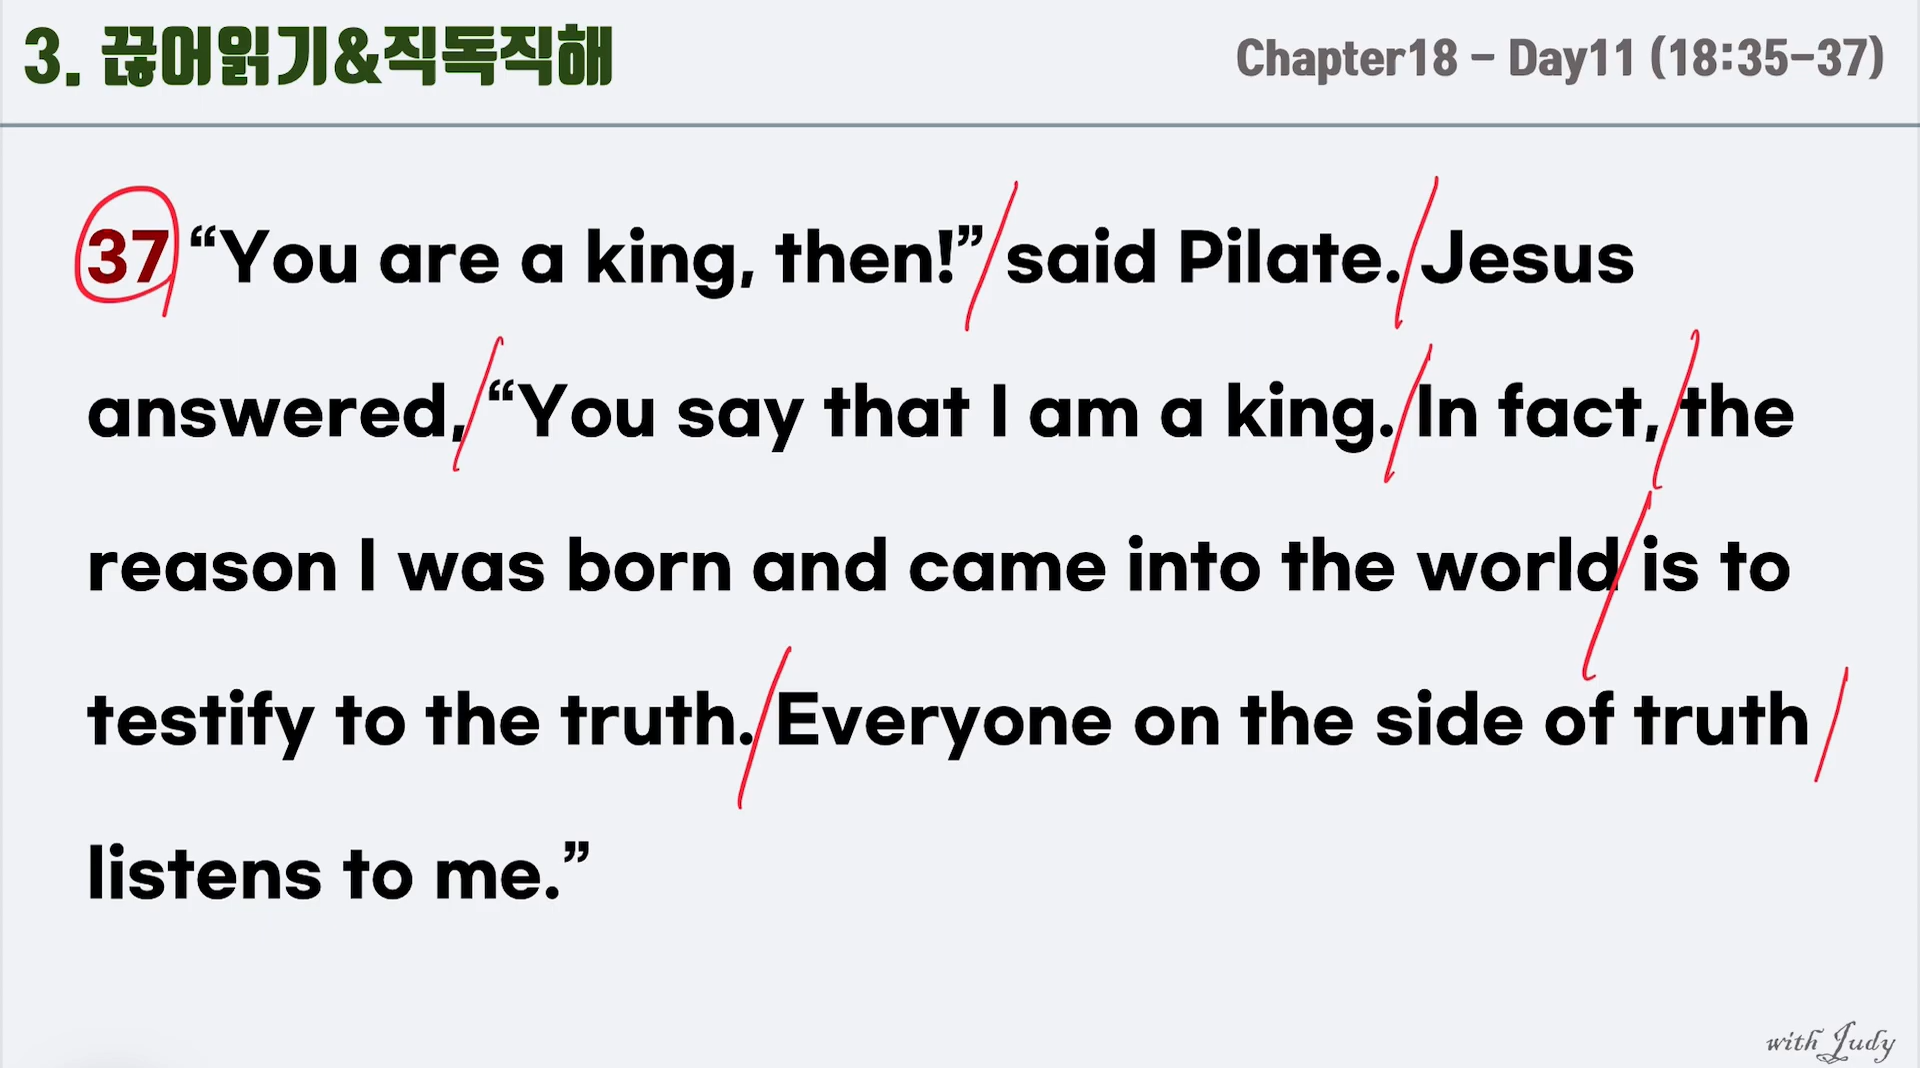 3. 끊어읽기&직독직해
Chapter18 - Day11 (18:35-37)
37 “You are a king, then!” said Pilate. Jesus
answered, “You say that I am a king. In fact, the
reason I was born and came into the world is to
testify to the truth. Everyone on the side of truth
listens to me.”
with Judy